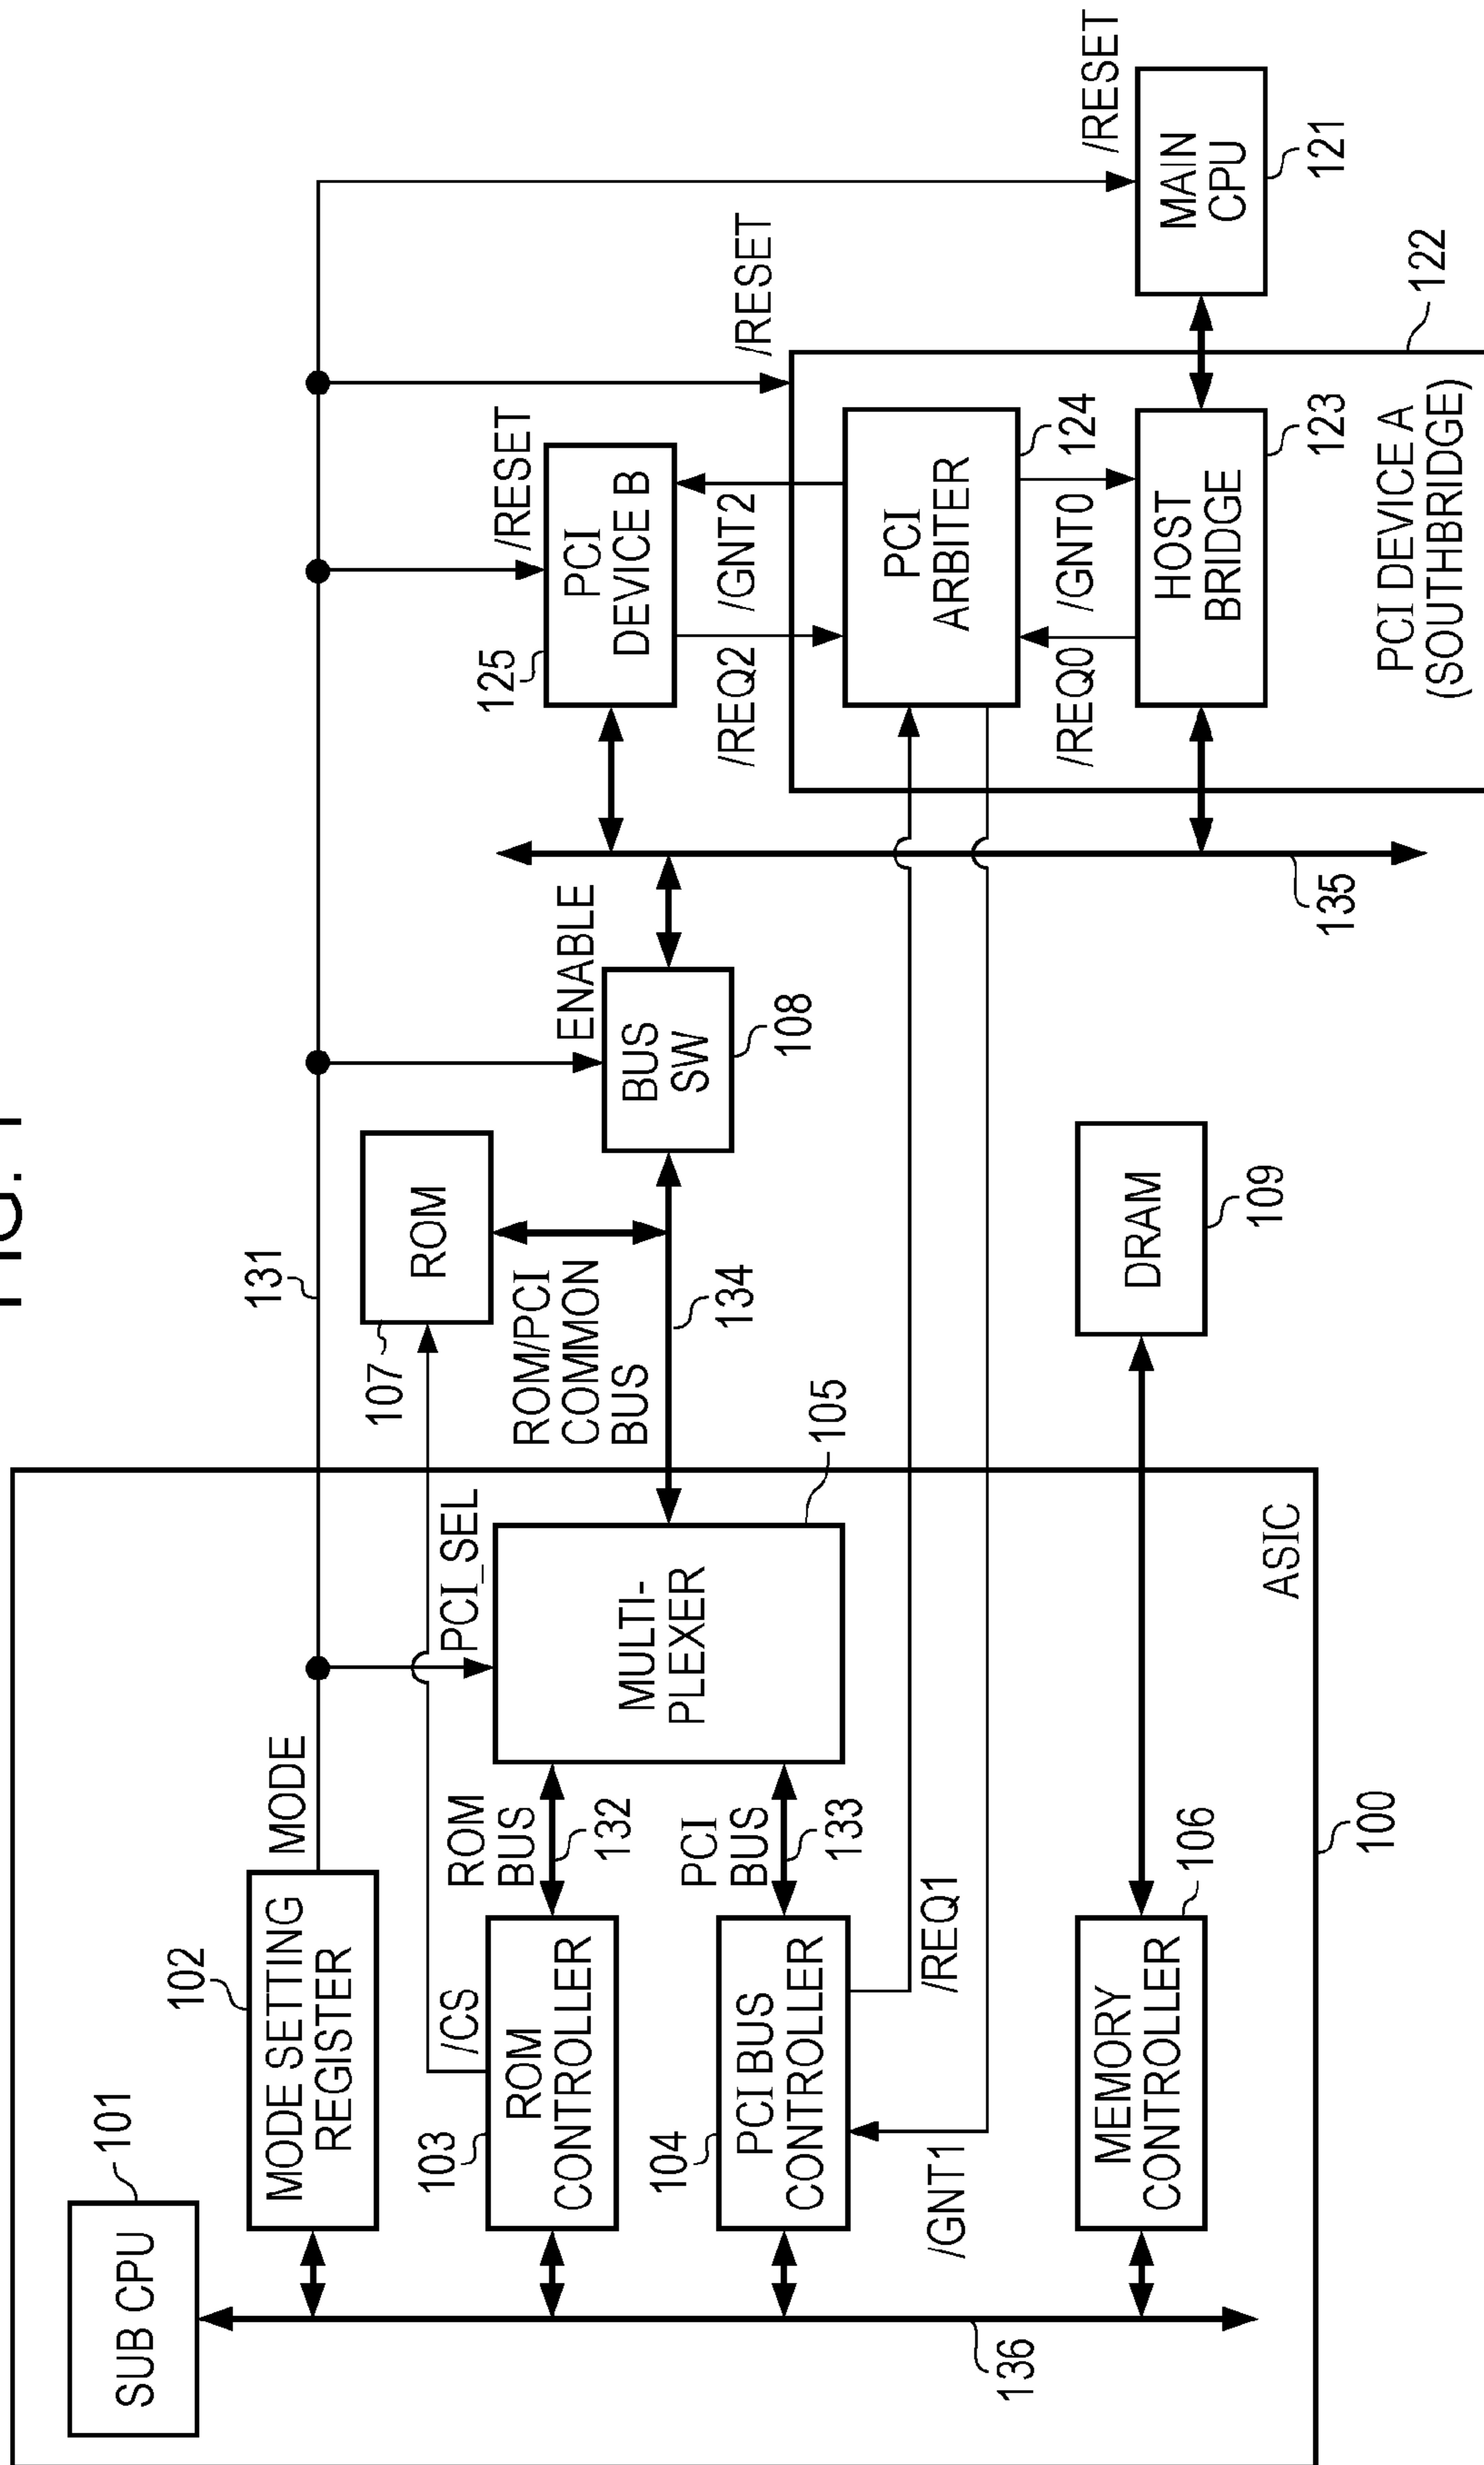 FIG. 1
100
ASIC
SUB CPU
101
102
MODE SETTING
REGISTER
MODE
131
103
ROM
CONTROLLER
/CS
ROM
BUS
132
104
PCI BUS
CONTROLLER
PCI
BUS
133
/GNT1
/REQ1
MEMORY
CONTROLLER
106
136
PCI_SEL
MULTI-
PLEXER
105
107
ROM
ROM/PCI
COMMON
BUS
134
DRAM
109
ENABLE
BUS
SW
108
135
125
PCI
DEVICE B
/RESET
/REQ2
/GNT2
/RESET
PCI
ARBITER
124
/REQ0
/GNT0
HOST
BRIDGE
123
PCI DEVICE A
(SOUTHBRIDGE)
122
/RESET
MAIN
CPU
121